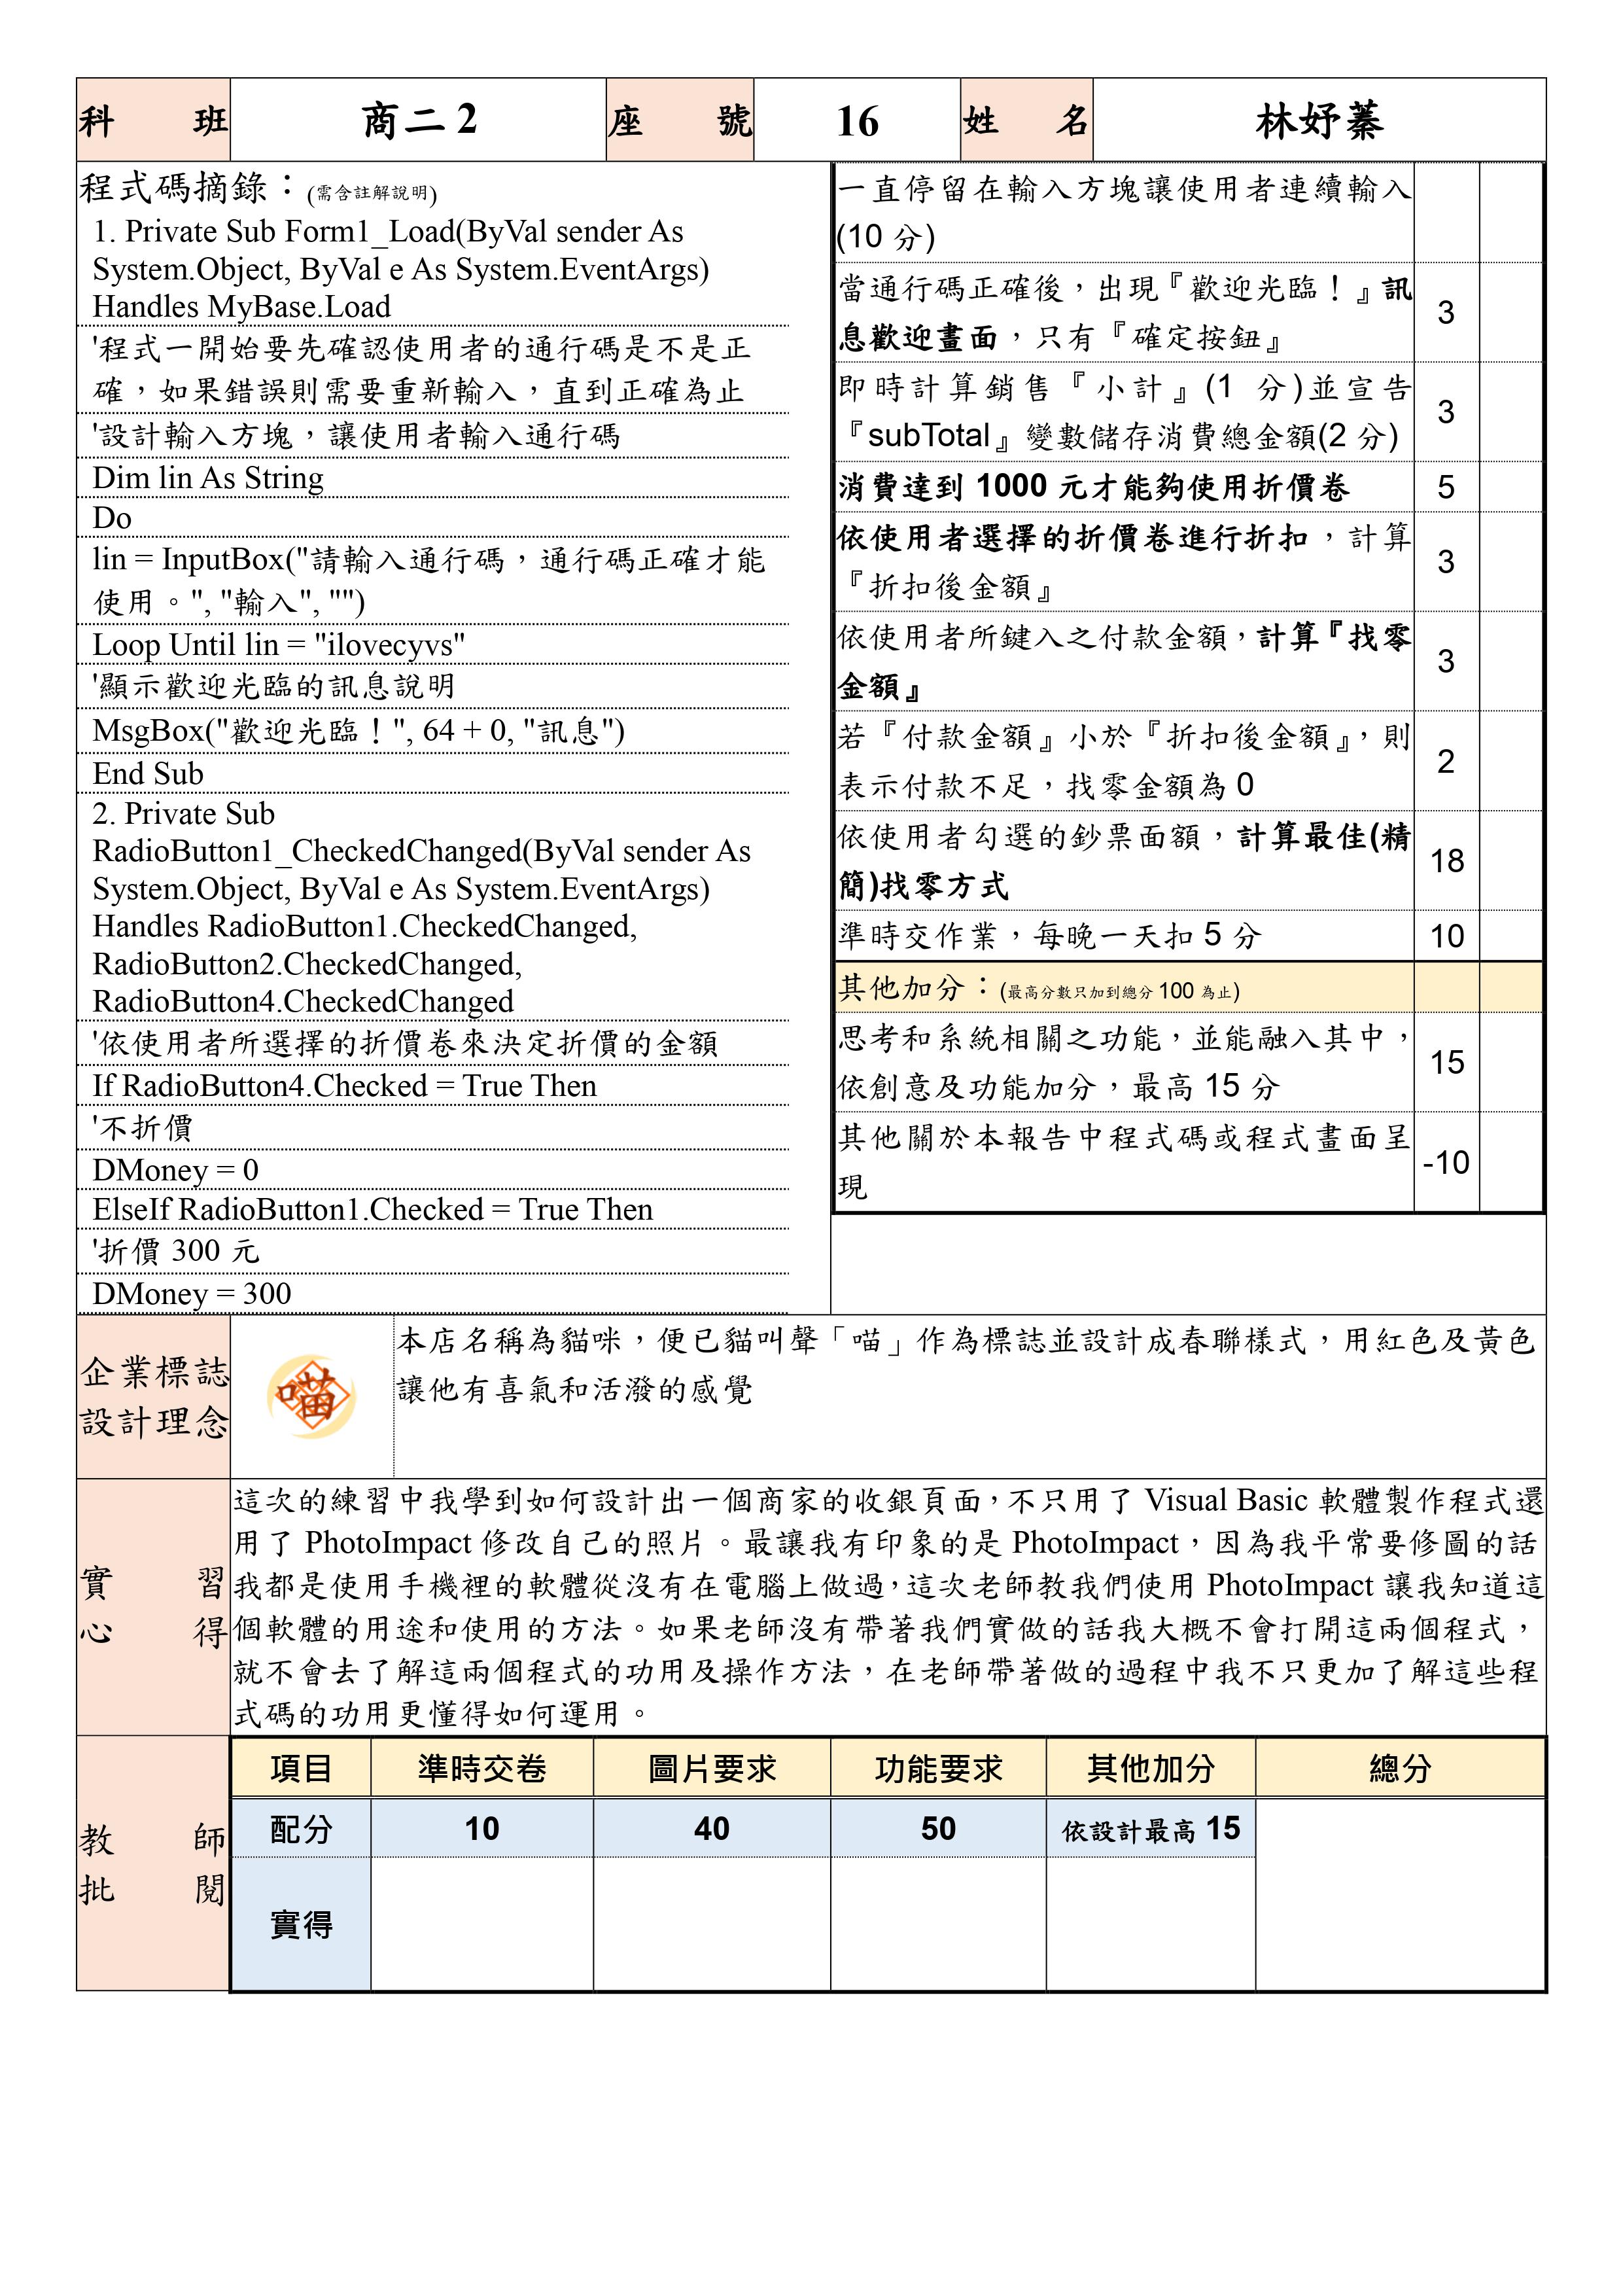 科　班 商二 2 座　號 16 姓　名 林妤蓁
程式碼摘錄：(需含註解說明)
1. Private Sub Form1_Load(ByVal sender As
System.Object, ByVal e As System.EventArgs)
Handles MyBase.Load
'程式一開始要先確認使用者的通行碼是不是正
確，如果錯誤則需要重新輸入，直到正確為止
'設計輸入方塊，讓使用者輸入通行碼
Dim lin As String
Do
lin = InputBox("請輸入通行碼，通行碼正確才能
使用。", "輸入", "")
Loop Until lin = "ilovecyvs"
'顯示歡迎光臨的訊息說明
MsgBox("歡迎光臨！", 64 + 0, "訊息")
End Sub
2. Private Sub
RadioButton1_CheckedChanged(ByVal sender As
System.Object, ByVal e As System.EventArgs)
Handles RadioButton1.CheckedChanged,
RadioButton2.CheckedChanged,
RadioButton4.CheckedChanged
'依使用者所選擇的折價卷來決定折價的金額
If RadioButton4.Checked = True Then
'不折價
DMoney = 0
ElseIf RadioButton1.Checked = True Then
'折價 300 元
DMoney = 300
一直停留在輸入方塊讓使用者連續輸入
(10 分)
當通行碼正確後，出現『歡迎光臨！』訊
息歡迎畫面，只有『確定按鈕』
3
即時計算銷售『小計』(1 分)並宣告
『subTotal』變數儲存消費總金額(2 分)
3
消費達到 1000 元才能夠使用折價卷 5
依使用者選擇的折價卷進行折扣，計算
『折扣後金額』
3
依使用者所鍵入之付款金額，計算『找零
金額』
3
若『付款金額』小於『折扣後金額』，則
表示付款不足，找零金額為 0
2
依使用者勾選的鈔票面額，計算最佳(精
簡)找零方式
18
準時交作業，每晚一天扣 5 分 10
其他加分：(最高分數只加到總分 100 為止)
思考和系統相關之功能，並能融入其中，
依創意及功能加分，最高 15 分
15
其他關於本報告中程式碼或程式畫面呈
現
-10
企業標誌
設計理念
喵
本店名稱為貓咪，便已貓叫聲「喵」作為標誌並設計成春聯樣式，用紅色及黃色
讓他有喜氣和活潑的感覺
實　習
心　得
這次的練習中我學到如何設計出一個商家的收銀頁面，不只用了 Visual Basic 軟體製作程式還
用了 PhotoImpact 修改自己的照片。最讓我有印象的是 PhotoImpact，因為我平常要修圖的話
我都是使用手機裡的軟體從沒有在電腦上做過，這次老師教我們使用 PhotoImpact 讓我知道這
個軟體的用途和使用的方法。如果老師沒有帶著我們實做的話我大概不會打開這兩個程式，
就不會去了解這兩個程式的功用及操作方法，在老師帶著做的過程中我不只更加了解這些程
式碼的功用更懂得如何運用。
教　師
批　閱
項目 準時交卷 圖片要求 功能要求 其他加分 總分
配分 10 40 50 依設計最高 15
實得